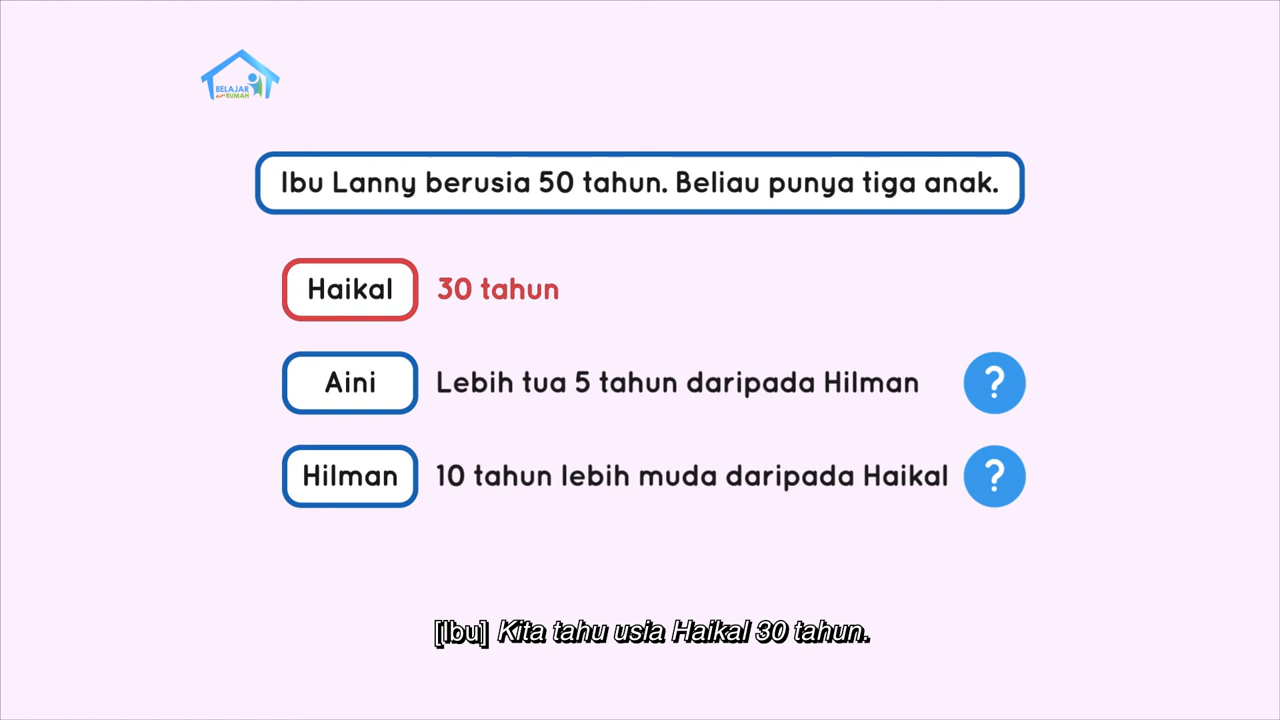 BELAJAR
dari RUMAH
Ibu Lanny berusia 50 tahun. Beliau punya tiga anak.
Haikal 30 tahun
Aini Lebih tua 5 tahun daripada Hilman ?
Hilman 10 tahun lebih muda daripada Haikal ?
[Ibu] Kita tahu usia Haikal 30 tahun.